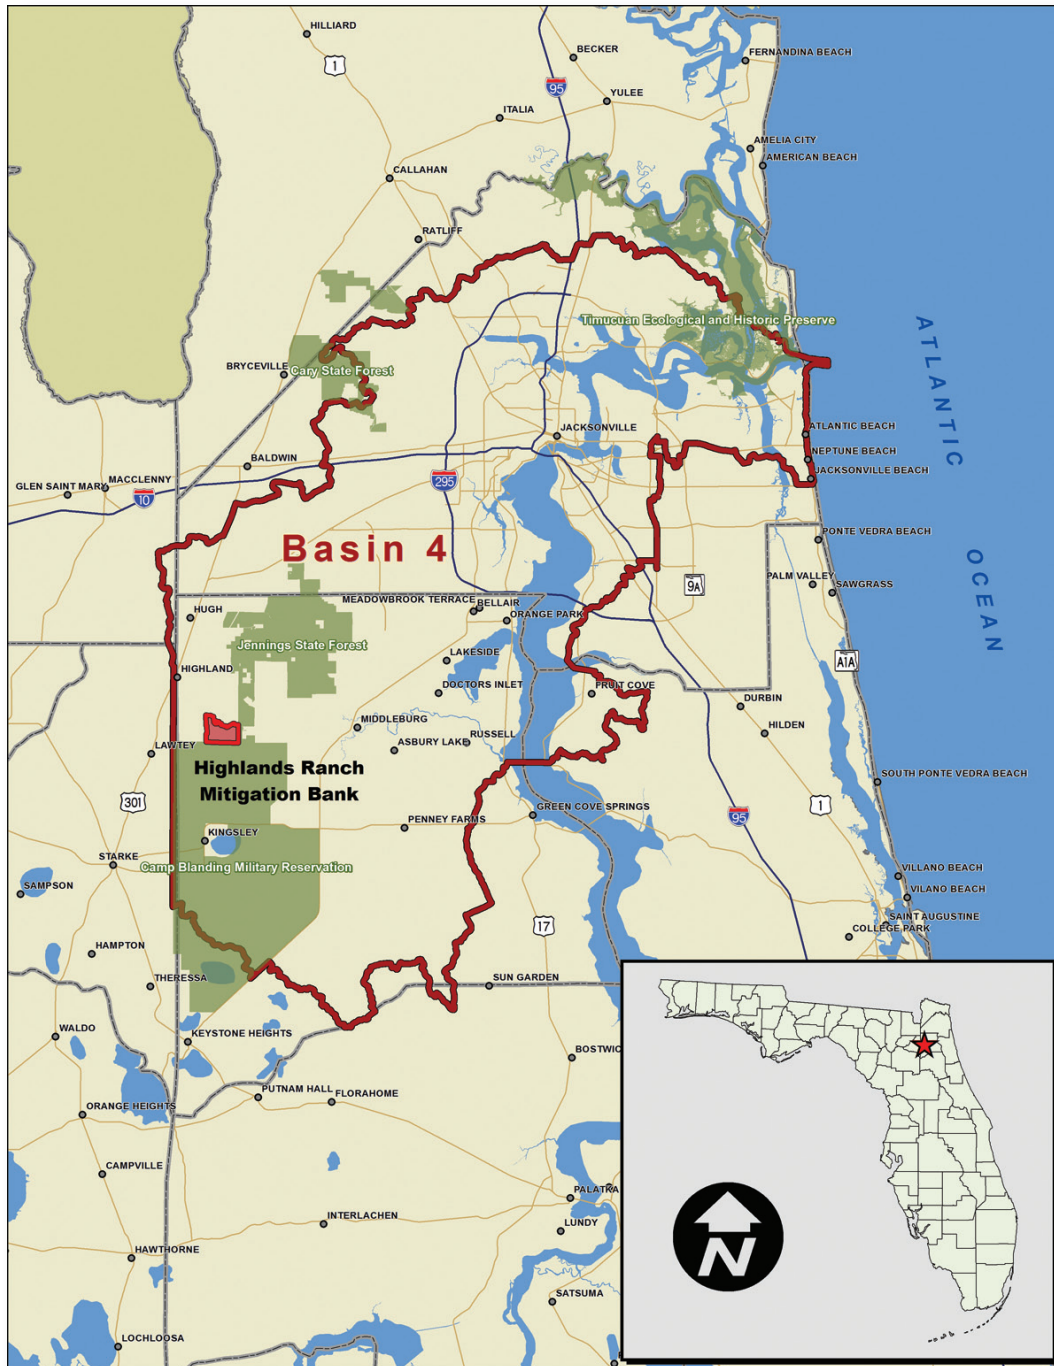 HILLIARD
1
BECKER
FERNANDINA BEACH
95
YULEE
ITALIA
AMELIA CITY
AMERICAN BEACH
CALLAHAN
RATLIFF
Timucuan Ecological and Historic Preserve
BRYCEVILLE
Cary State Forest
ATLANTIC
OCEAN
JACKSONVILLE
ATLANTIC BEACH
NEPTUNE BEACH
JACKSONVILLE BEACH
BALDWIN
GLEN SAINT MARY
MACCLENNY
10
295
Basin 4
PONTE VEDRA BEACH
PALM VALLEY
SAWGRASS
9A
HUGH
MEADOWBROOK TERRACE
BELLAIR
ORANGE PARK
Jennings State Forest
LAKESIDE
A1A
HIGHLAND
DOCTORS INLET
FRUIT COVE
DURBIN
HILDEN
MIDDLEBURG
RUSSELL
ASBURY LAKE
LAWTEY
Highlands Ranch
Mitigation Bank
SOUTH PONTE VEDRA BEACH
301
GREEN COVE SPRINGS
95
1
PENNEY FARMS
KINGSLEY
STARKE
Camp Blanding Military Reservation
VILLANO BEACH
VILANO BEACH
SAMPSON
SAINT AUGUSTINE
COLLEGE PARK
17
HAMPTON
THERESSA
SUN GARDEN
WALDO
KEYSTONE HEIGHTS
BOSTWIC
PUTNAM HALL
FLORAHOME
ORANGE HEIGHTS
CAMPVILLE
PALATKA
INTERLACHEN
LUNDY
HAWTHORNE
N
SATSUMA
LOCHLOOSA